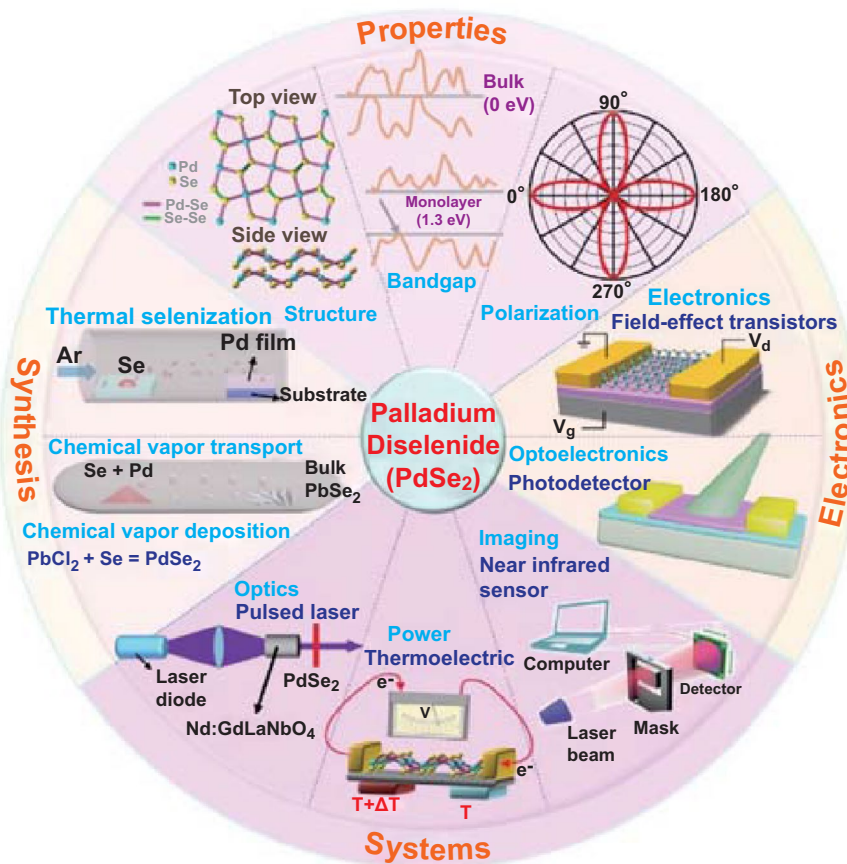 Properties
Top view
Pd
Se
Pd-Se
Se-Se
Side view
Structure
Bulk
(0 eV)
Monolayer
(1.3 eV)
Bandgap
90°
0°
180°
270°
Polarization
Electronics
Electronics
Field-effect transistors
Vd
Vg
Optoelectronics
Photodetector
Synthesis
Thermal selenization
Ar
Se
Pd film
Substrate
Chemical vapor transport
Se + Pd
Bulk
PbSe2
Chemical vapor deposition
PbCl2 + Se = PdSe2
Palladium
Diselenide
(PdSe2)
Imaging
Near infrared
sensor
Computer
Detector
Mask
Laser
beam
Optics
Pulsed laser
Laser
diode
PdSe2
Nd:GdLaNbO4
Power
Thermoelectric
e-
V
e-
T+ΔT
T
Systems